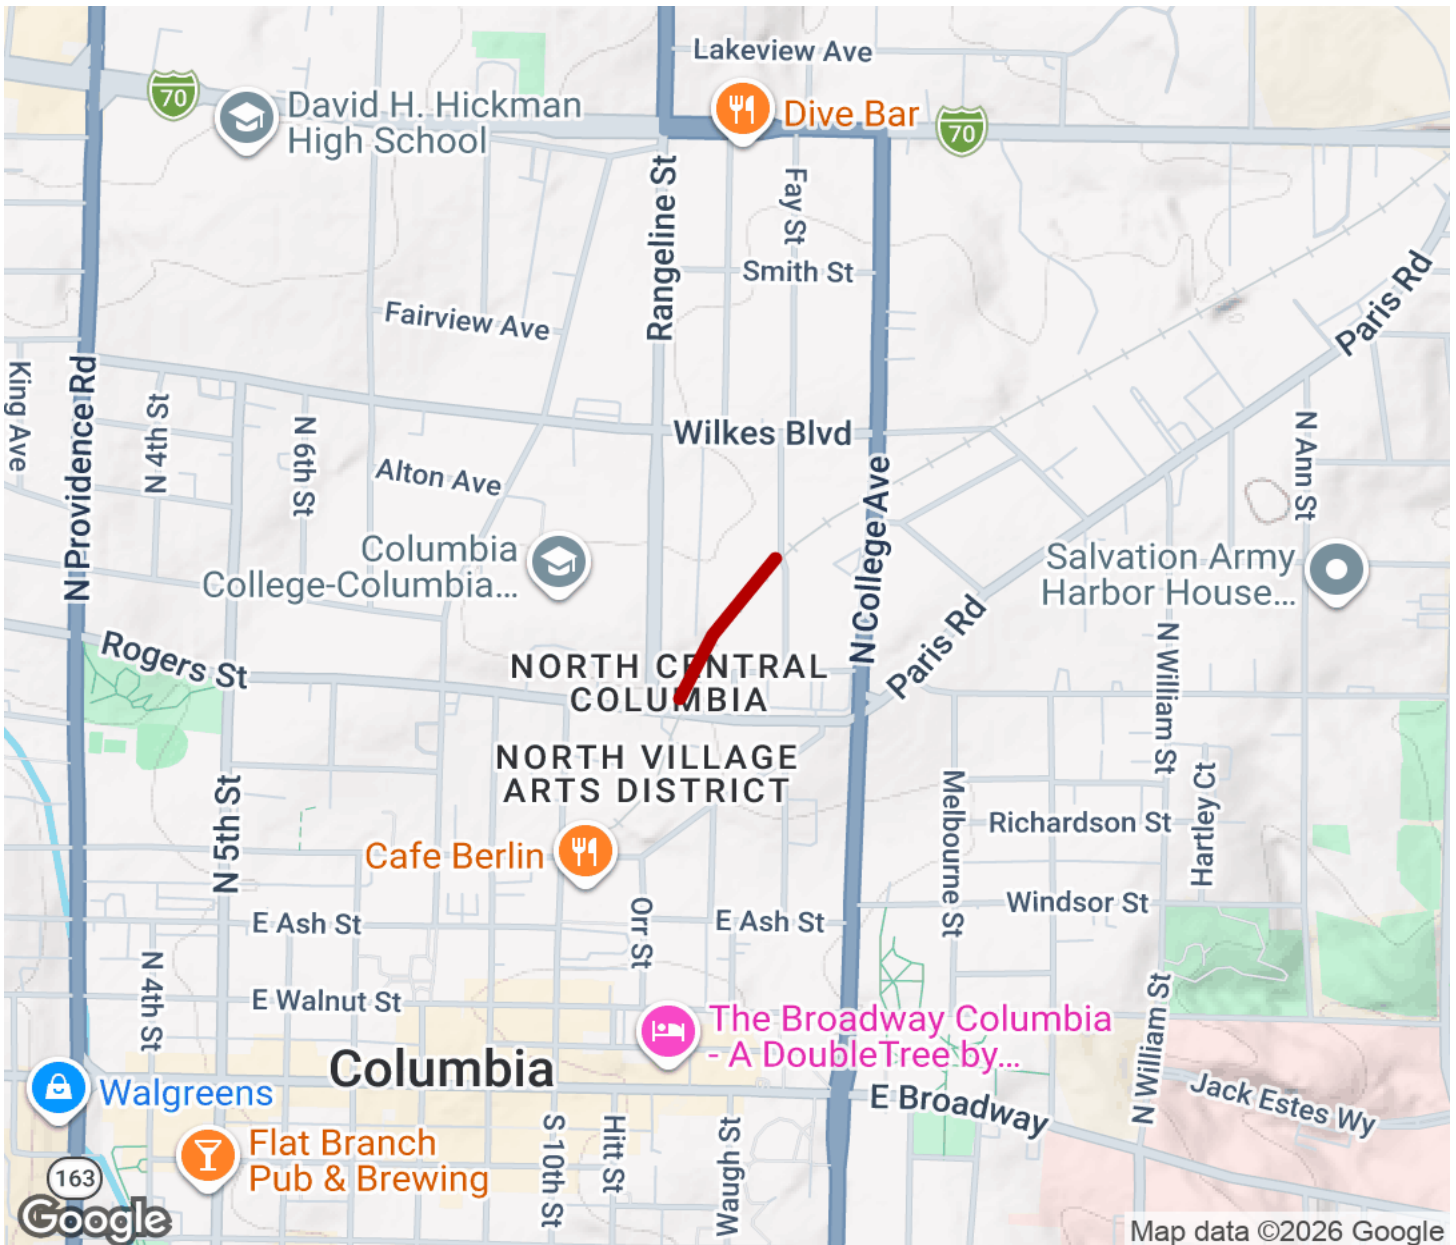 Lakeview Ave
70
David H. Hickman
High School
Dive Bar
70
Rangeline St
Fay St
Smith St
Fairview Ave
Paris Rd
King Ave
N Providence Rd
N 4th St
N 6th St
Wilkes Blvd
N Ann St
Alton Ave
N College Ave
Columbia
College-Columbia...
Salvation Army
Harbor House...
Paris Rd
Rogers St
NORTH CENTRAL
COLUMBIA
N William St
NORTH VILLAGE
ARTS DISTRICT
N 5th St
Melbourne St
Hartley Ct
Richardson St
Cafe Berlin
Orr St
Windsor St
E Ash St
E Ash St
N 4th St
E Walnut St
The Broadway Columbia
- A DoubleTree by...
N William St
Columbia
Walgreens
E Broadway
Jack Estes Wy
S 10th St
Hitt St
Waugh St
Flat Branch
Pub & Brewing
163
Google
Map data ©2026 Google